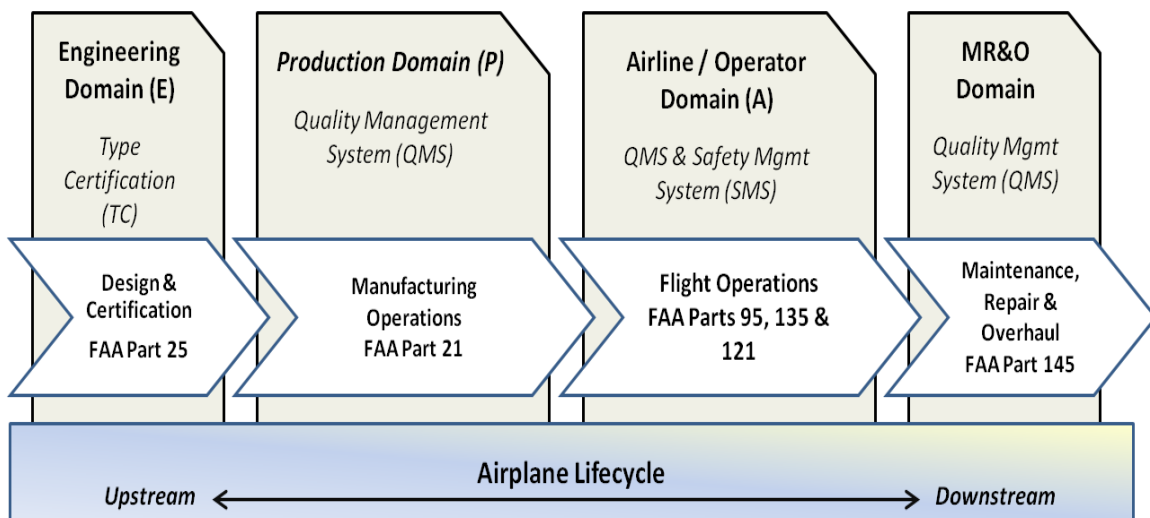 Engineering
Domain (E)
Type
Certification
(TC)
Design &
Certification
FAA Part 25
Production Domain (P)
Quality Management
System (QMS)
Manufacturing
Operations
FAA Part 21
Airline / Operator
Domain (A)
QMS & Safety Mgmt
System (SMS)
Flight Operations
FAA Parts 95, 135 &
121
MR&O
Domain
Quality Mgmt
System (QMS)
Maintenance,
Repair &
Overhaul
FAA Part 145
Airplane Lifecycle
Upstream
Downstream